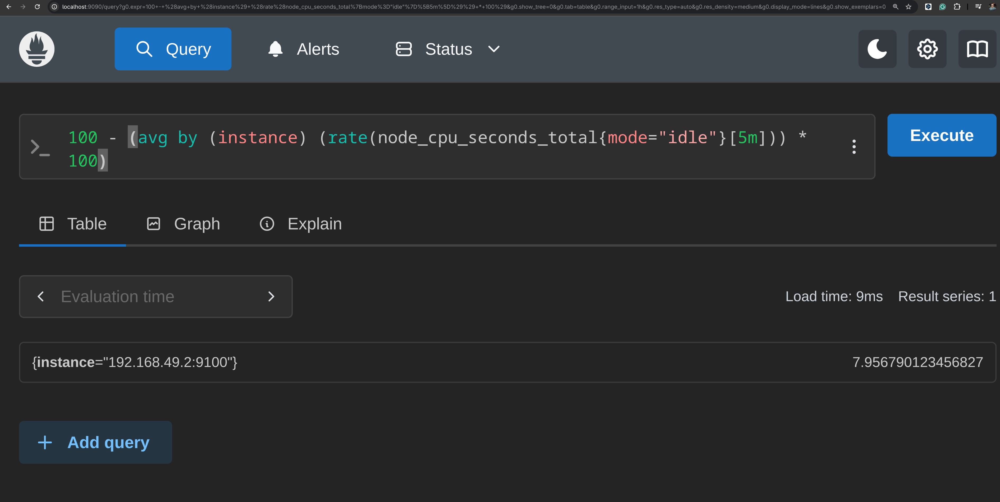 localhost:9090/query?g0.expr=100+-+%28avg+by+%28instance%29+%28rate%28node_cpu_seconds_total%7Bmode%3D"idle"%7D%5B5m%5D%29%29+*+100%29&g0.show_tree=0&g0.tab=table&g0.range_input=1h&g0.res_type=auto&g0.res_density=medium&g0.display_mode=lines&g0.show_exemplars=0
Query
Alerts
Status
100 - (avg by (instance) (rate(node_cpu_seconds_total{mode="idle"}[5m])) *
100)
Execute
Table
Graph
Explain
Evaluation time
Load time: 9ms
Result series: 1
{instance="192.168.49.2:9100"}
7.956790123456827
Add query